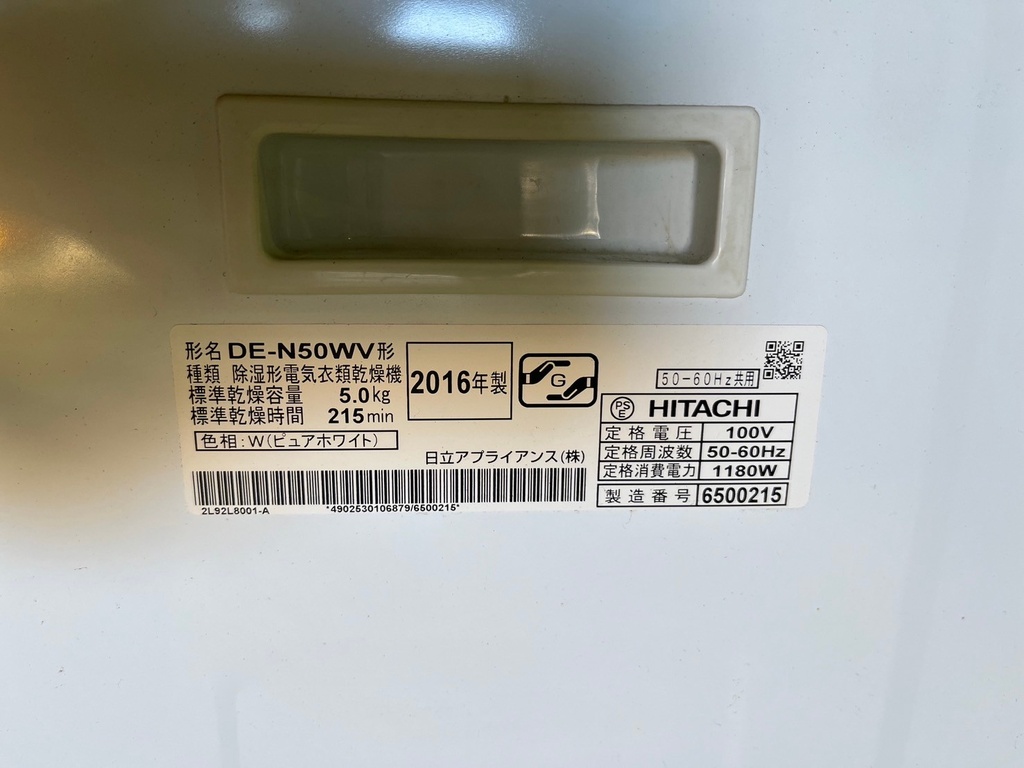 形名 DE-N50WV形
種類 除湿形電気衣類乾燥機
標準乾燥容量 5.0kg
標準乾燥時間 215min
色相:W(ピュアホワイト)
2016年製
G
日立アプライアンス(株)
2L92L8001-A
*4902530106879/6500215*
50-60Hz共用
PS
E
HITACHI
定格電圧 100V
定格周波数 50-60Hz
定格消費電力 1180W
製造番号 6500215